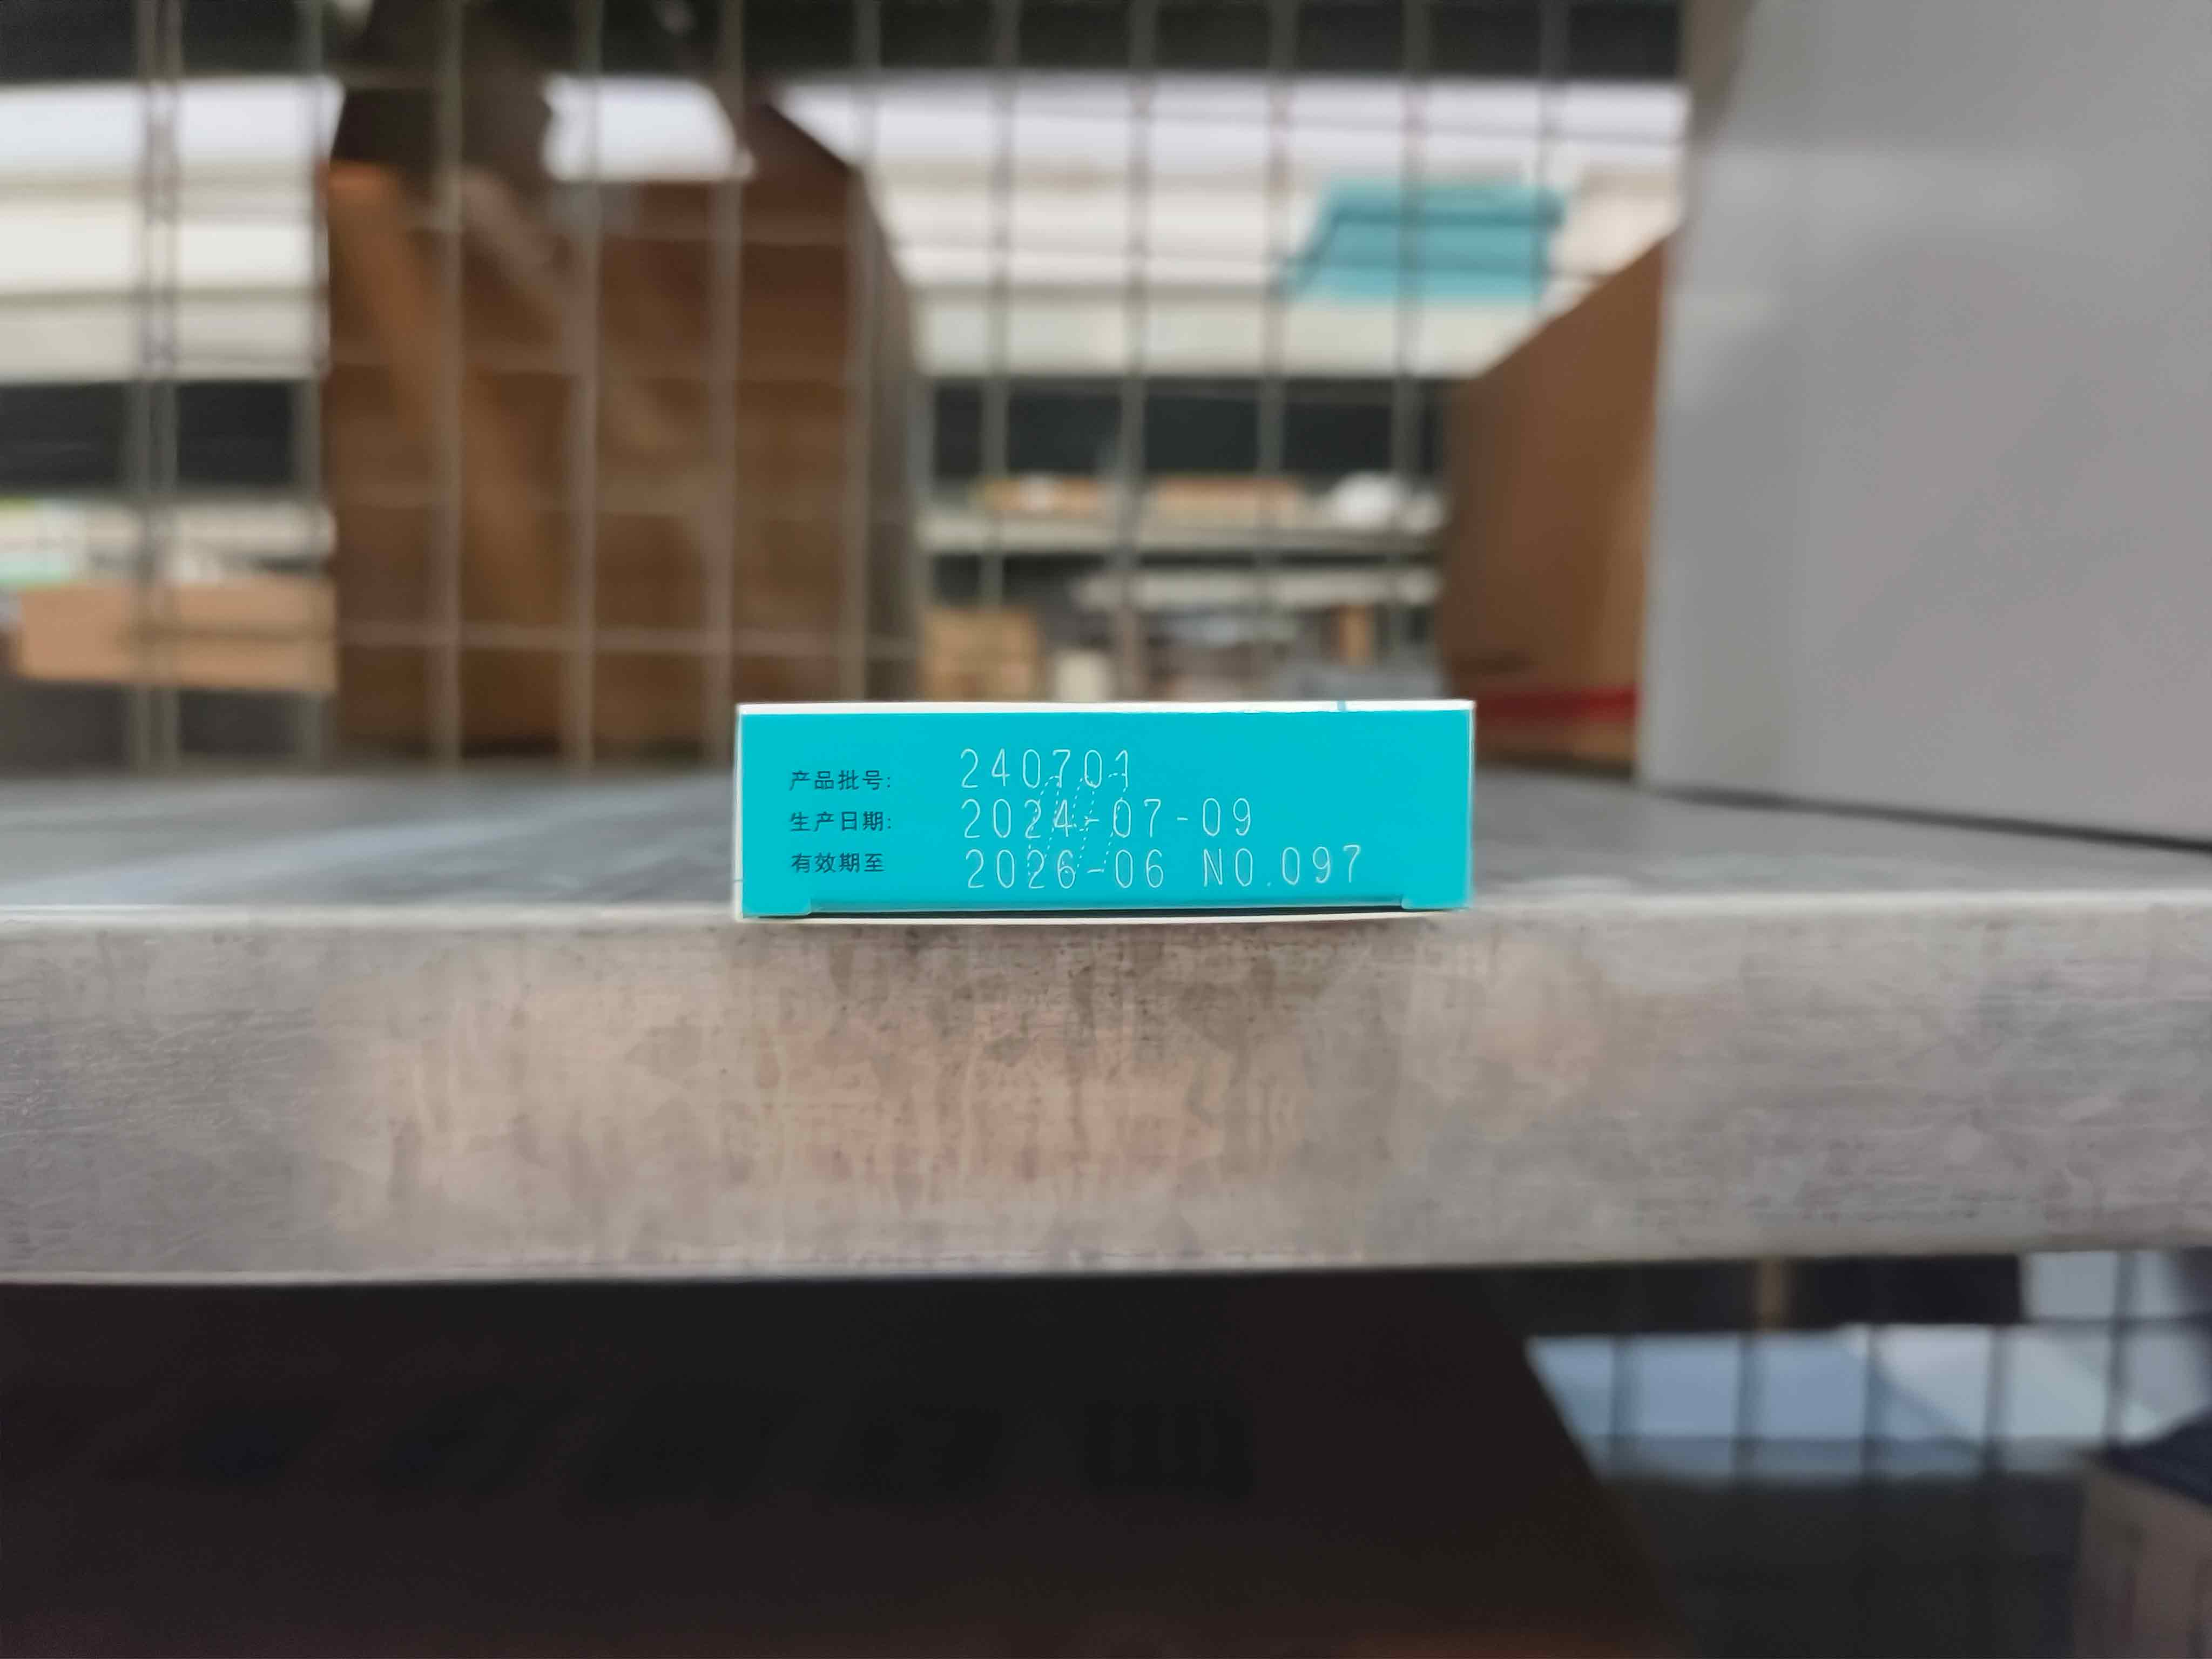 产品批号: 240701
生产日期: 2024-07-09
有效期至 2026-06 NO.097